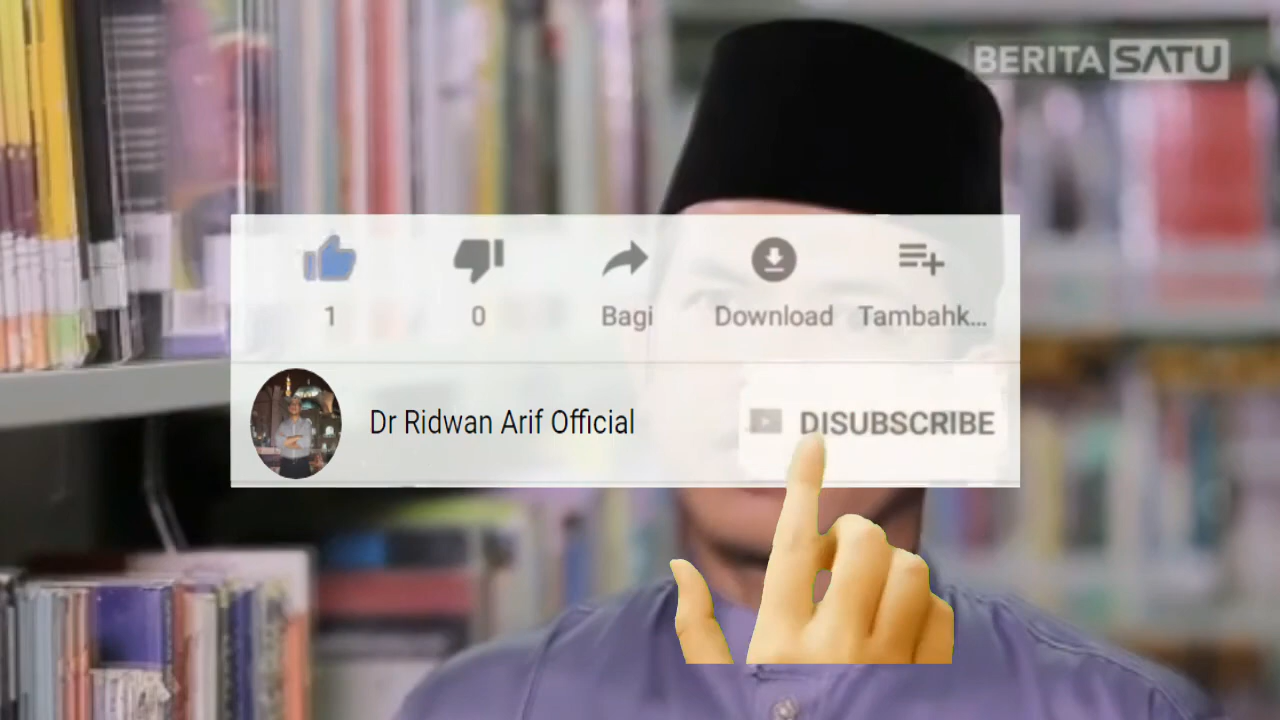 BERITA SATU
1
0
Bagi
Download
Tambahk...
Dr Ridwan Arif Official
DISUBSCRIBE